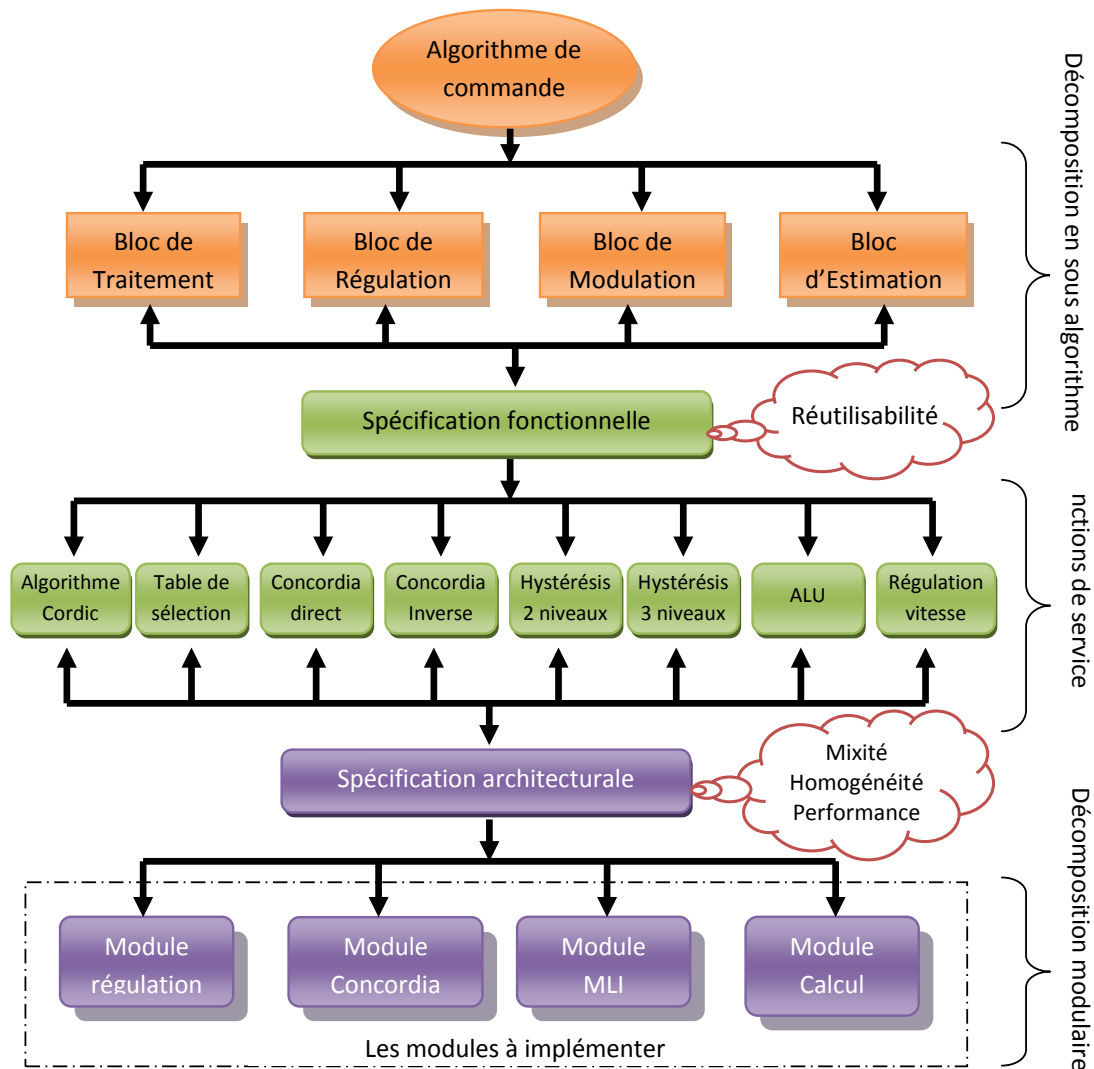 Algorithme de
commande
Décomposition en sous algorithme
Bloc de
Traitement
Bloc de
Régulation
Bloc de
Modulation
Bloc
d'Estimation
Spécification fonctionnelle
Réutilisabilité
nctions de service
Algorithme
Cordic
Table de
sélection
Concordia
direct
Concordia
Inverse
Hystérésis
2 niveaux
Hystérésis
3 niveaux
ALU
Régulation
vitesse
Spécification architecturale
Mixité
Homogénéité
Performance
Décomposition modulaire
Module
régulation
Module
Concordia
Module
MLI
Module
Calcul
Les modules à implémenter